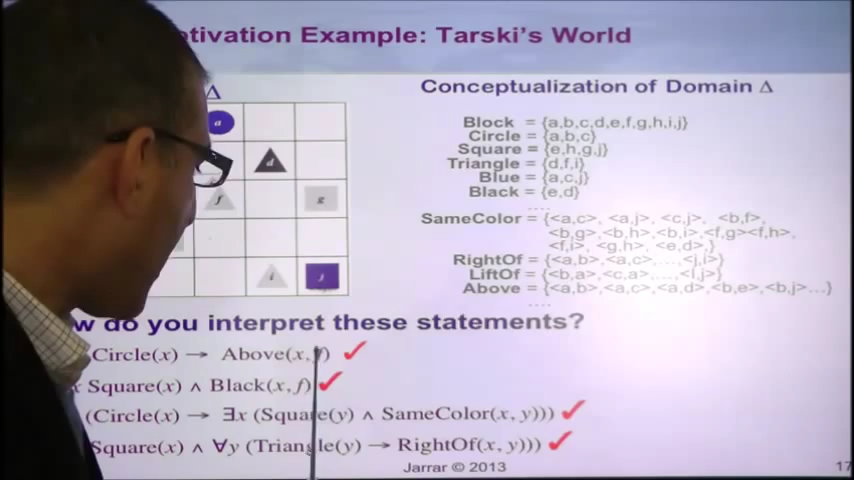 otivation Example: Tarski's World
Δ
Conceptualization of Domain Δ
a
d
f
g
i
j
Block = {a,b,c,d,e,f,g,h,i,j}
Circle = {a,b,c}
Square = {e,h,g,j}
Triangle = {d,f,i}
Blue = {a,c,j}
Black = {e,d}
....
SameColor = {<a,c>, <a,j>, <c,j>, <b,f>,
<b,g>, <b,h>,<b,i>,<f,g><f,h>,
<f,i>, <g,h>, <e,d>,}
RightOf = {<a,b>,<a,c>,...,<j,i>}
LiftOf = {<b,a>,<c,a>,...,<i,j>}
Above = {<a,b>,<a,c>,<a,d>,<b,e>,<b,j>...}
....
w do you interpret these statements?
Circle(x) → Above(x,f) ✓
Square(x) ∧ Black(x,f) ✓
(Circle(x) → ∃x (Square(y) ∧ SameColor(x, y))) ✓
Square(x) ∧ ∀y (Triangle(y) → RightOf(x, y))) ✓
Jarrar © 2013
17